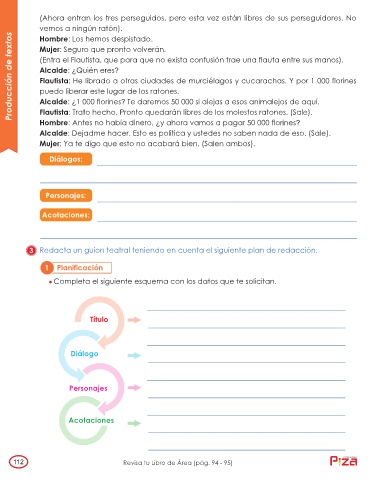 (Ahora entran los tres perseguidos, pero esta vez están libres de sus perseguidores. No
vemos a ningún ratón).
Hombre: Los hemos despistado.
Mujer: Seguro que pronto volverán.
(Entra el Flautista, que para que no exista confusión trae una flauta entre sus manos).
Alcalde: ¿Quién eres?
Flautista: He librado a otras ciudades de murciélagos y cucarachas. Y por 1 000 florines
puedo liberar este lugar de los ratones.
Alcalde: ¿1 000 florines? Te daremos 50 000 si alejas a esos animalejos de aquí.
Flautista: Trato hecho. Pronto quedarán libres de los molestos ratones. (Sale).
Hombre: Antes no había dinero, ¿y ahora vamos a pagar 50 000 florines?
Alcalde: Dejadme hacer. Esto es política y ustedes no saben nada de eso. (Sale).
Mujer: Ya te digo que esto no acabará bien. (Salen ambos).
Diálogos:
Personajes:
Acotaciones:
3 Redacta un guion teatral teniendo en cuenta el siguiente plan de redacción.
1 Planificación
• Completa el siguiente esquema con los datos que te solicitan.
Título
Diálogo
Personajes
Acotaciones
Producción de textos
112
Revisa tu Libro de Área (pág. 94 - 95)